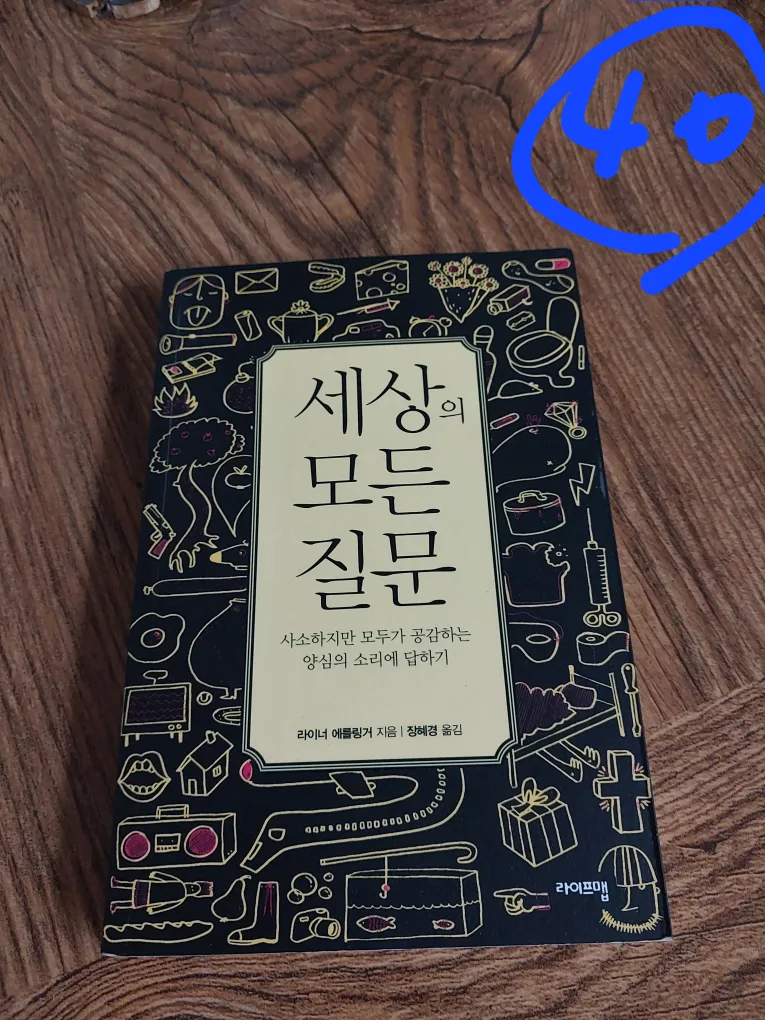 40
세상의
모든
질문
사소하지만 모두가 공감하는
양심의 소리에 답하기
라이너 에를링거 지음 | 장혜경 옮김
라이프맵